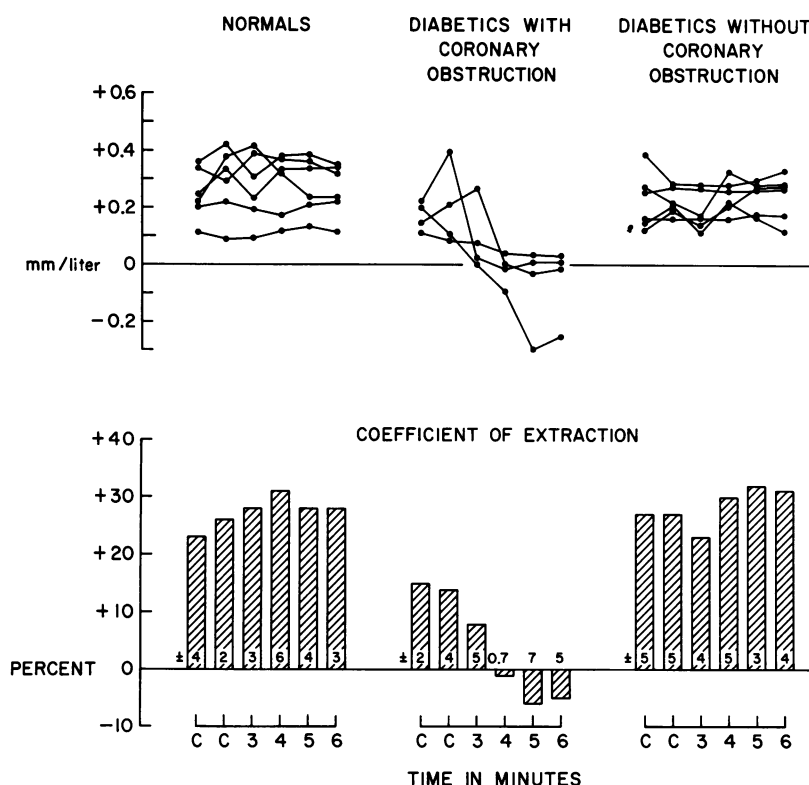 NORMALS
DIABETICS WITH
CORONARY
OBSTRUCTION
DIABETICS WITHOUT
CORONARY
OBSTRUCTION
+0.6
+0.4
+0.2
mm/liter 0
-0.2
COEFFICIENT OF EXTRACTION
+40
+30
+20
+10
± 4 2 3 6 4 3 ± 2 4 5 0.7 7 5 ± 5 5 4 5 3 4
PERCENT 0
-10
C C 3 4 5 6 C C 3 4 5 6 C C 3 4 5 6
TIME IN MINUTES